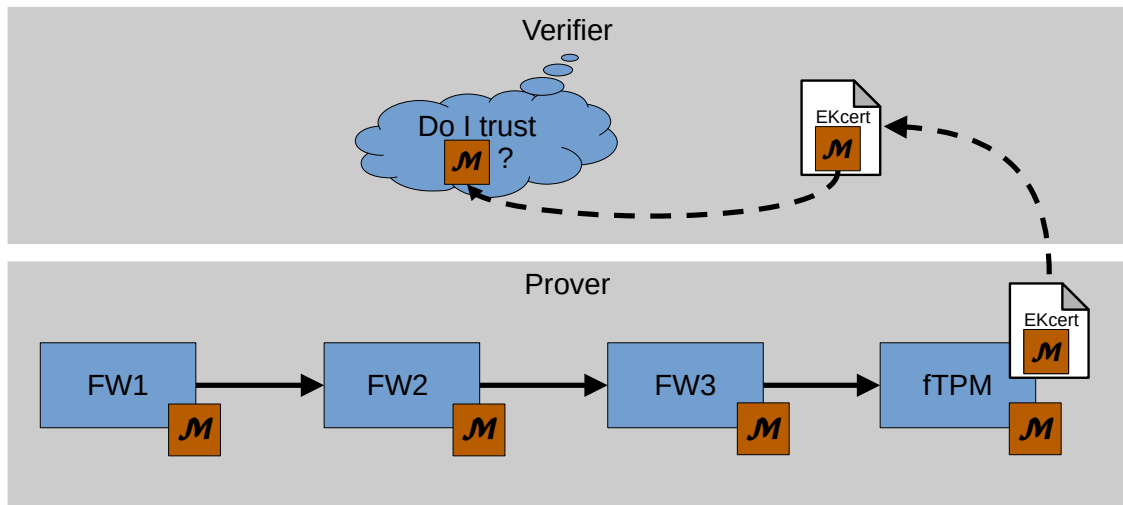 Verifier
Do I trust
M ?
EKcert
M
Prover
EKcert
M
FW1
M
FW2
M
FW3
M
fTPM
M